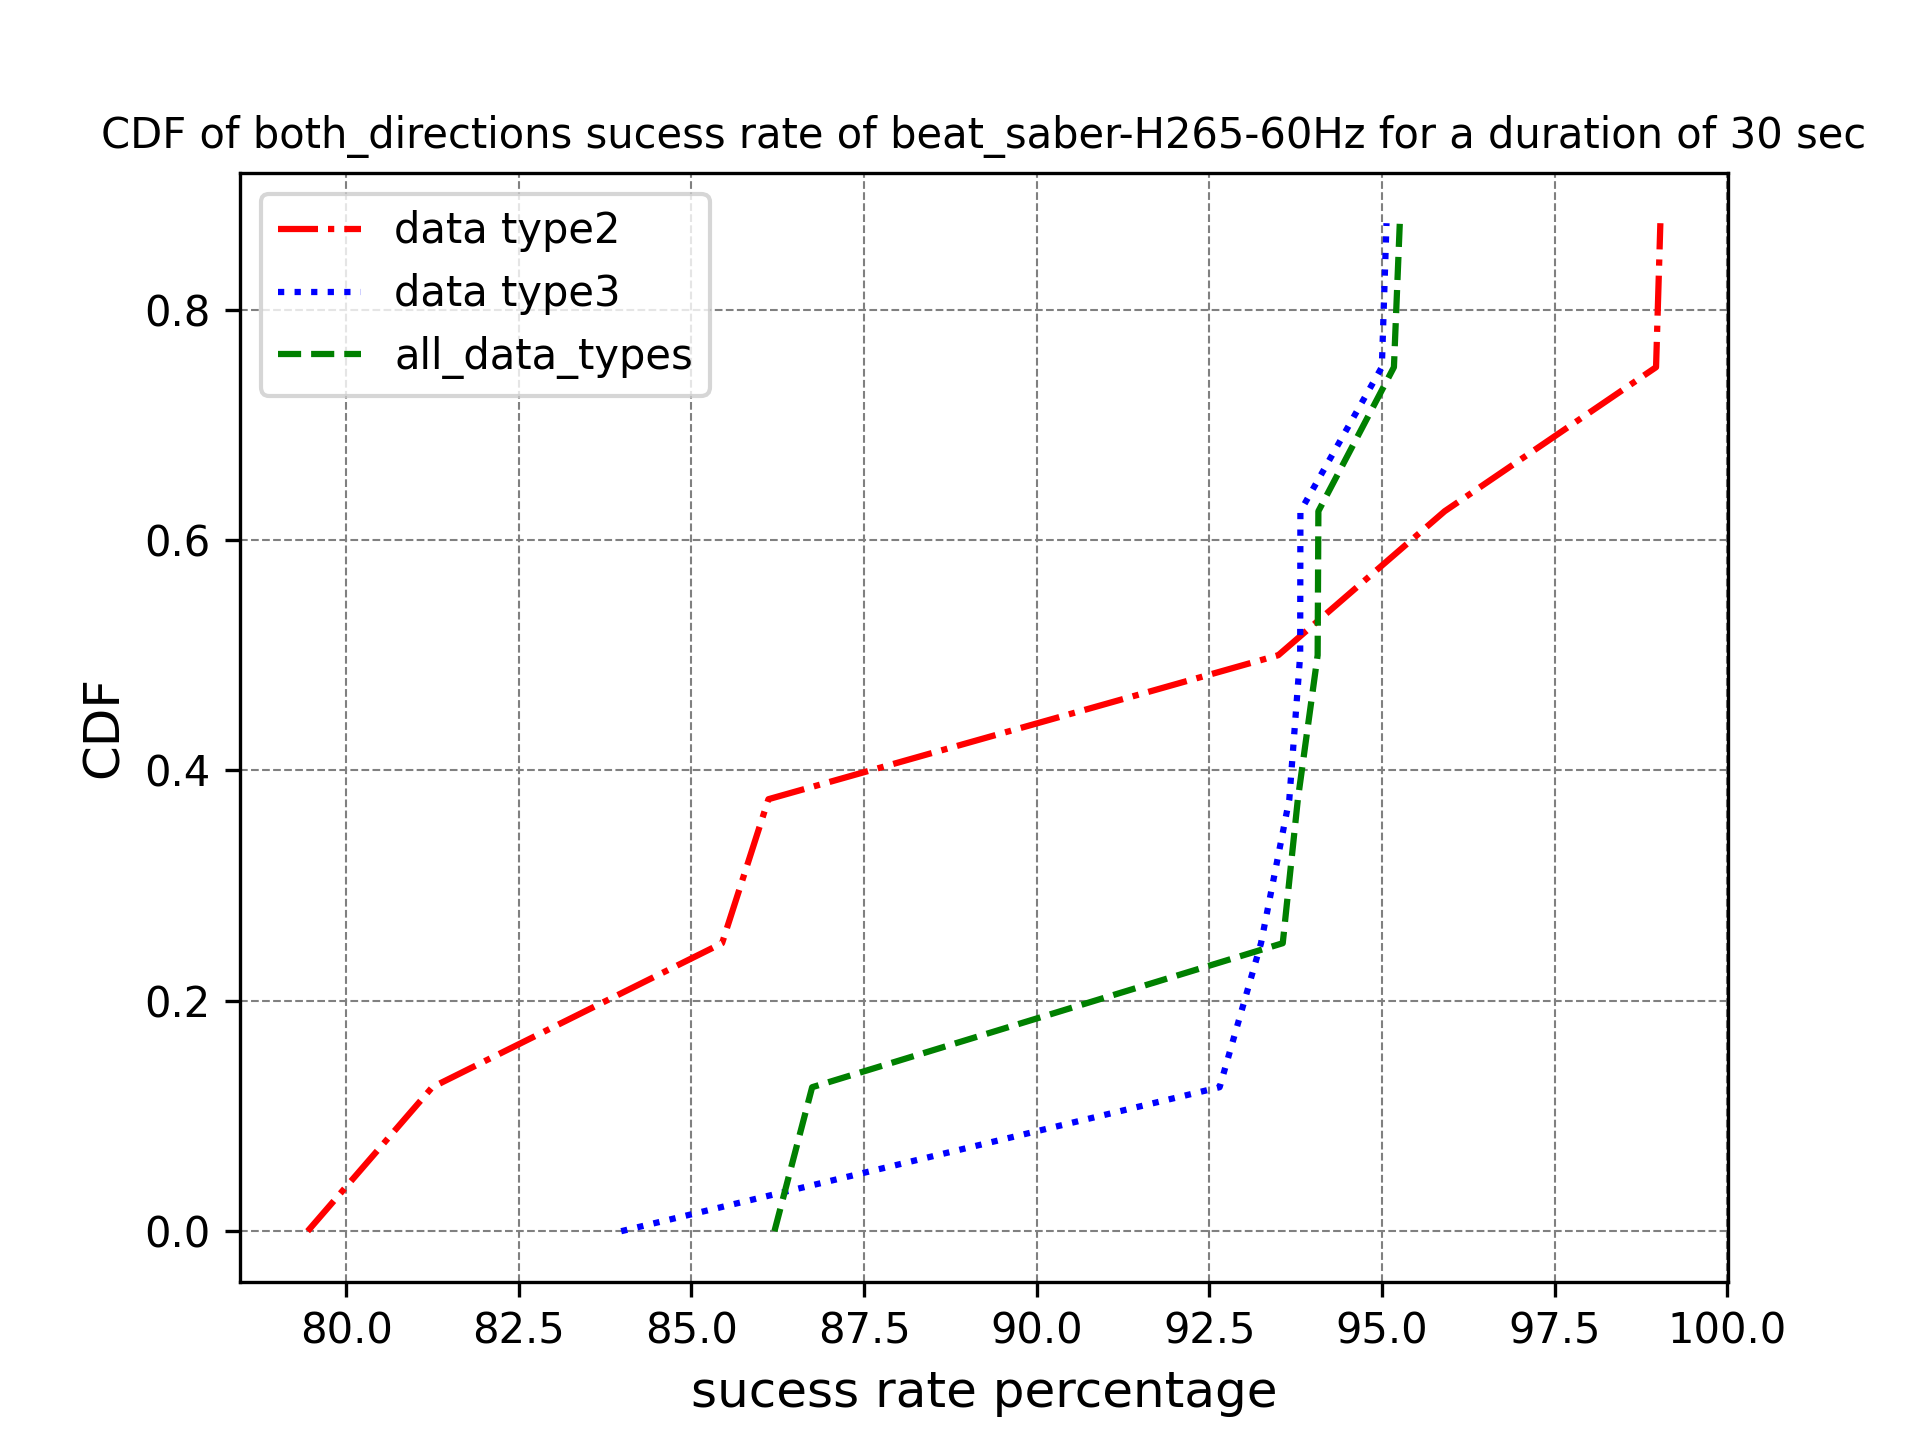 CDF of both_directions sucess rate of beat_saber-H265-60Hz for a duration of 30 sec
data type2
data type3
all_data_types
CDF
0.8
0.6
0.4
0.2
0.0
80.0 82.5 85.0 87.5 90.0 92.5 95.0 97.5 100.0
sucess rate percentage